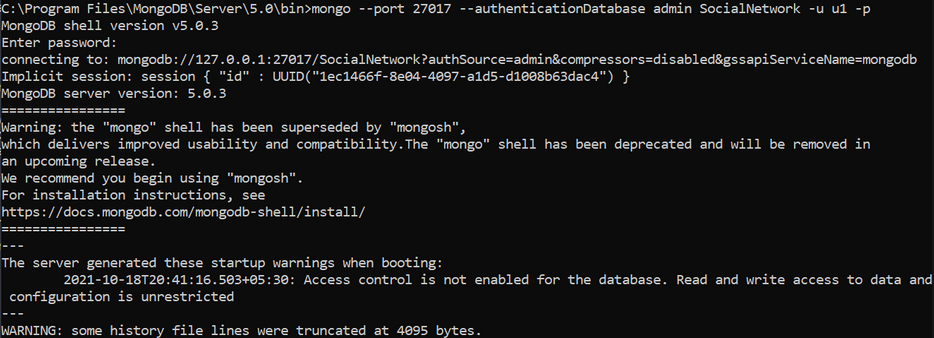 C:\Program Files\MongoDB\Server\5.0\bin>mongo --port 27017 --authenticationDatabase admin SocialNetwork -u u1 -p
MongoDB shell version v5.0.3
Enter password:
connecting to: mongodb://127.0.0.1:27017/SocialNetwork?authSource=admin&compressors=disabled&gssapiServiceName=mongodb
Implicit session: session { "id" : UUID("1ec1466f-8e04-4097-a1d5-d1008b63dac4") }
MongoDB server version: 5.0.3
================
Warning: the "mongo" shell has been superseded by "mongosh",
which delivers improved usability and compatibility.The "mongo" shell has been deprecated and will be removed in
an upcoming release.
We recommend you begin using "mongosh".
For installation instructions, see
https://docs.mongodb.com/mongodb-shell/install/
================
---
The server generated these startup warnings when booting:
        2021-10-18T20:41:16.503+05:30: Access control is not enabled for the database. Read and write access to data and
 configuration is unrestricted
---
WARNING: some history file lines were truncated at 4095 bytes.